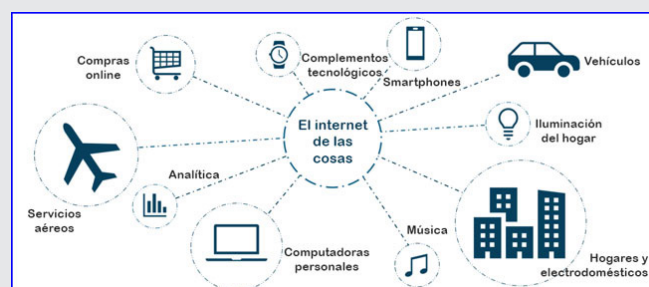 Compras
online
Complementos
tecnológicos
Smartphones
Vehículos
El internet
de las
cosas
Iluminación
del hogar
Analítica
Servicios
aéreos
Computadoras
personales
Música
Hogares y
electrodomésticos